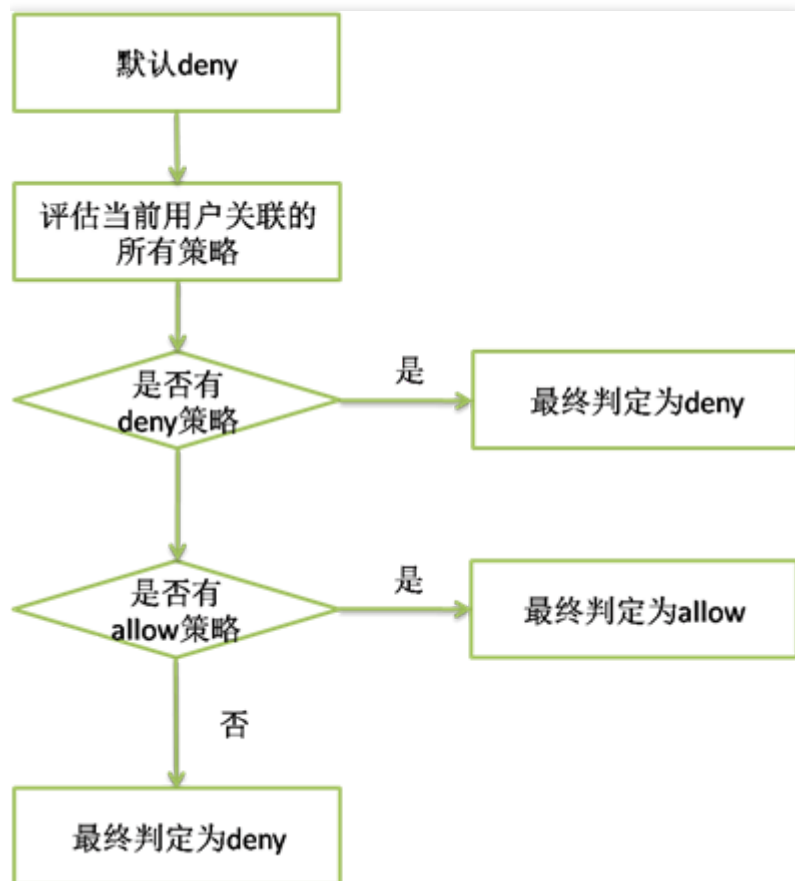 默认deny
评估当前用户关联的
所有策略
是否有
deny策略
是
最终判定为deny
是否有
allow策略
是
最终判定为allow
否
最终判定为deny